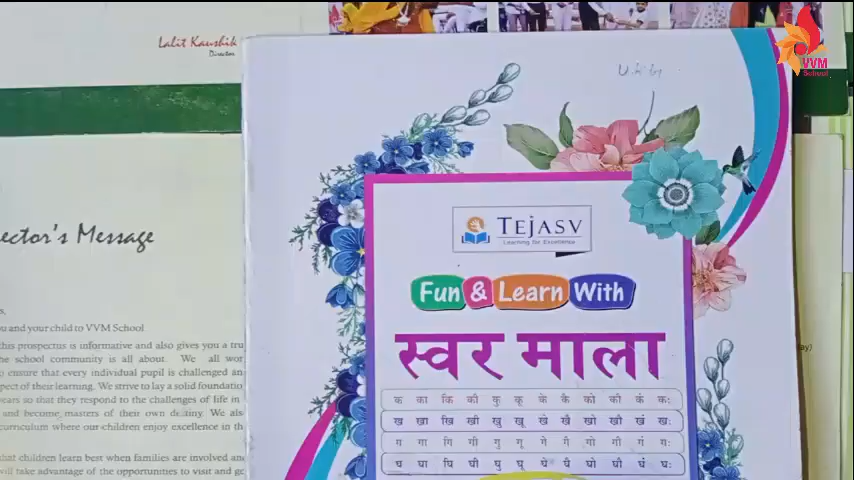 Lalit Kaushik
Director
VVM
School
U.K.G
ector's Message
u and your child to VVM School
this prospectus is informative and also gives you a tru
he school community is all about. We all wor
o ensure that every individual pupil is challenged an
pect of their learning. We strive to lay a solid foundatio
ears so that they respond to the challenges of life in
and become masters of their own destiny. We als
curriculum where our children enjoy excellence in th
hat children learn best when families are involved an
will take advantage of the opportunities to visit and ge
TEJASV
Learning for Excellence
Fun & Learn With
स्वर माला
क का कि की कु कू के कै को कौ कं कः
ख खा खि खी खु खू खे खै खो खौ खं खः
ग गा गि गी गु गू गे गै गो गौ गं गः
घ घा घि घी घु घू घे घै घो घौ घं घः
ay)